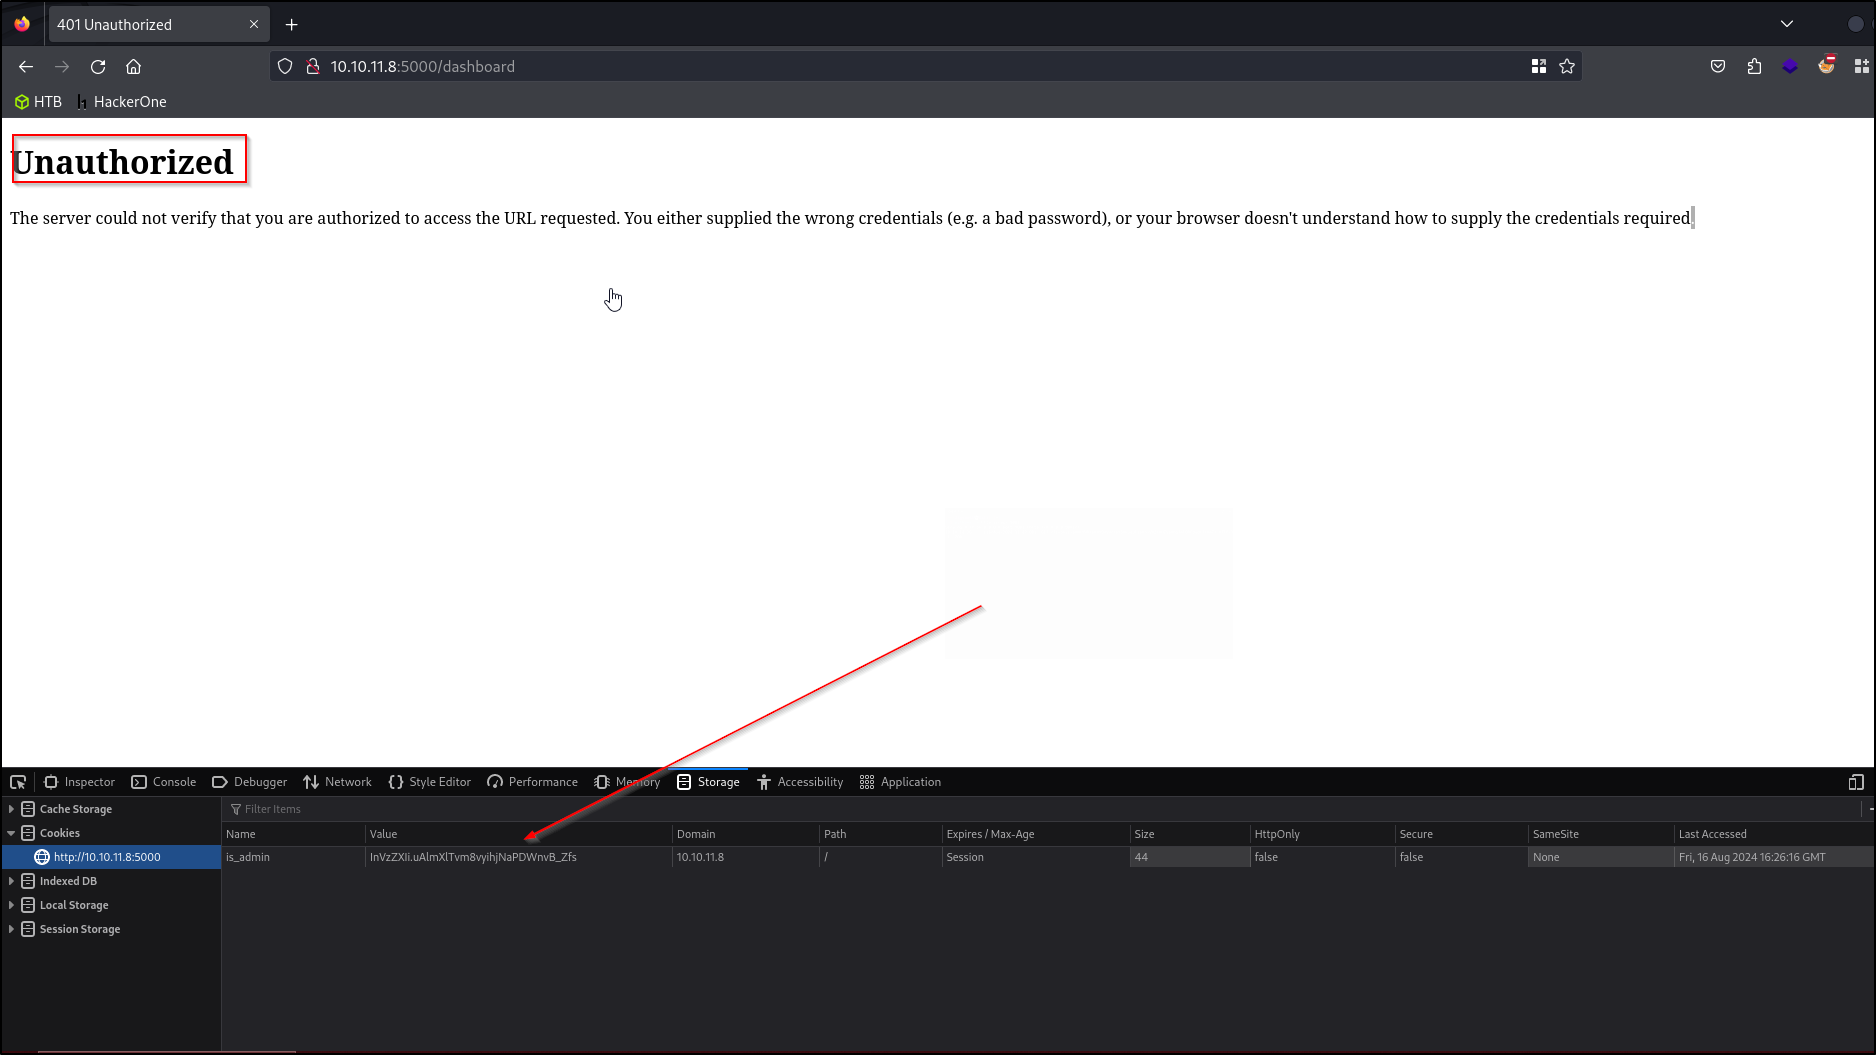 401 Unauthorized
10.10.11.8:5000/dashboard
HTB HackerOne
Unauthorized
The server could not verify that you are authorized to access the URL requested. You either supplied the wrong credentials (e.g. a bad password), or your browser doesn't understand how to supply the credentials required.
Inspector Console Debugger Network Style Editor Performance Memory Storage Accessibility Application
Cache Storage Filter Items
Cookies Name Value Domain Path Expires / Max-Age Size HttpOnly Secure SameSite Last Accessed
http://10.10.11.8:5000 is_admin InVzZXIi.uAlmXlTvm8vyihjNaPDWnvB_Zfs 10.10.11.8 / Session 44 false false None Fri, 16 Aug 2024 16:26:16 GMT
Indexed DB
Local Storage
Session Storage